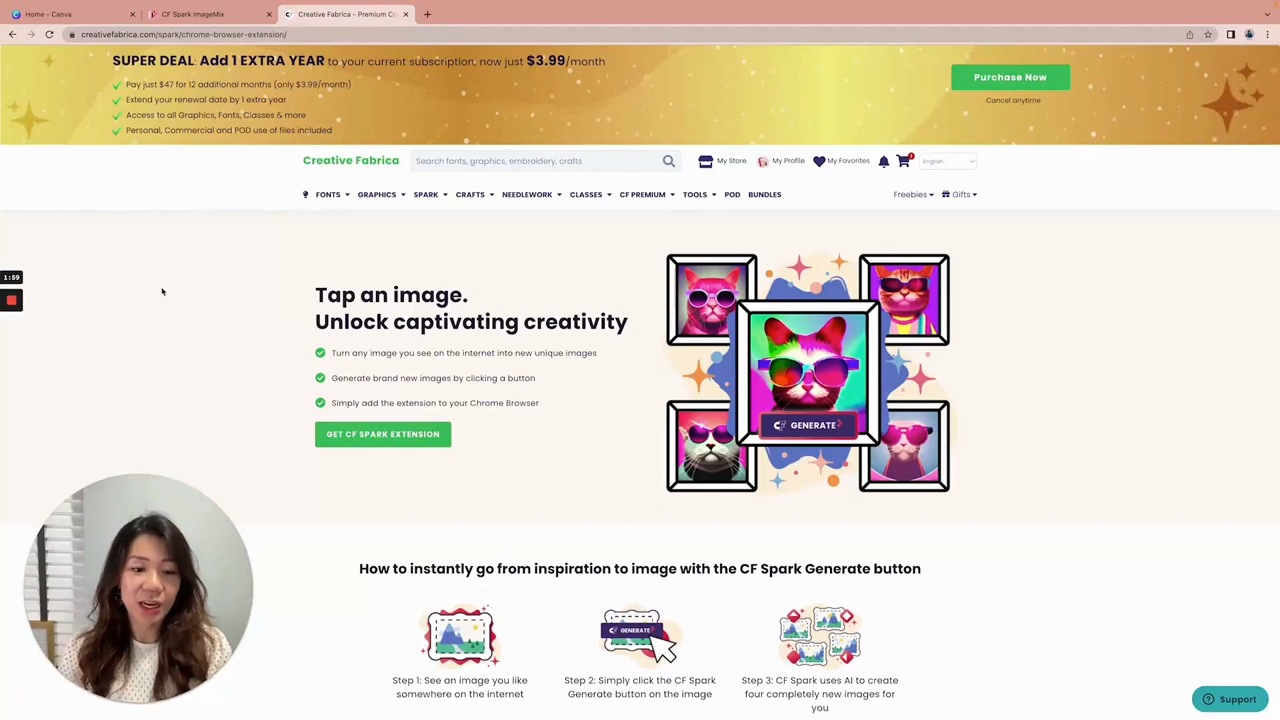 Home - Canva
CF Spark ImageMix
Creative Fabrica - Premium Cr
creativefabrica.com/spark/chrome-browser-extension/
SUPER DEAL: Add 1 EXTRA YEAR to your current subscription, now just $3.99/month
Pay just $47 for 12 additional months (only $3.99/month)
Extend your renewal date by 1 extra year
Access to all Graphics, Fonts, Classes & more
Personal, Commercial and POD use of files included
Purchase Now
Cancel anytime
Creative Fabrica
Search fonts, graphics, embroidery, crafts
My Store
My Profile
My Favorites
1
English
FONTS GRAPHICS SPARK CRAFTS NEEDLEWORK CLASSES CF PREMIUM TOOLS POD BUNDLES
Freebies Gifts
1:59
Tap an image.
Unlock captivating creativity
Turn any image you see on the internet into new unique images
Generate brand new images by clicking a button
Simply add the extension to your Chrome Browser
GET CF SPARK EXTENSION
GENERATE
How to instantly go from inspiration to image with the CF Spark Generate button
GENERATE
Step 1: See an image you like
somewhere on the internet
Step 2: Simply click the CF Spark
Generate button on the image
Step 3: CF Spark uses AI to create
four completely new images for
you
Support